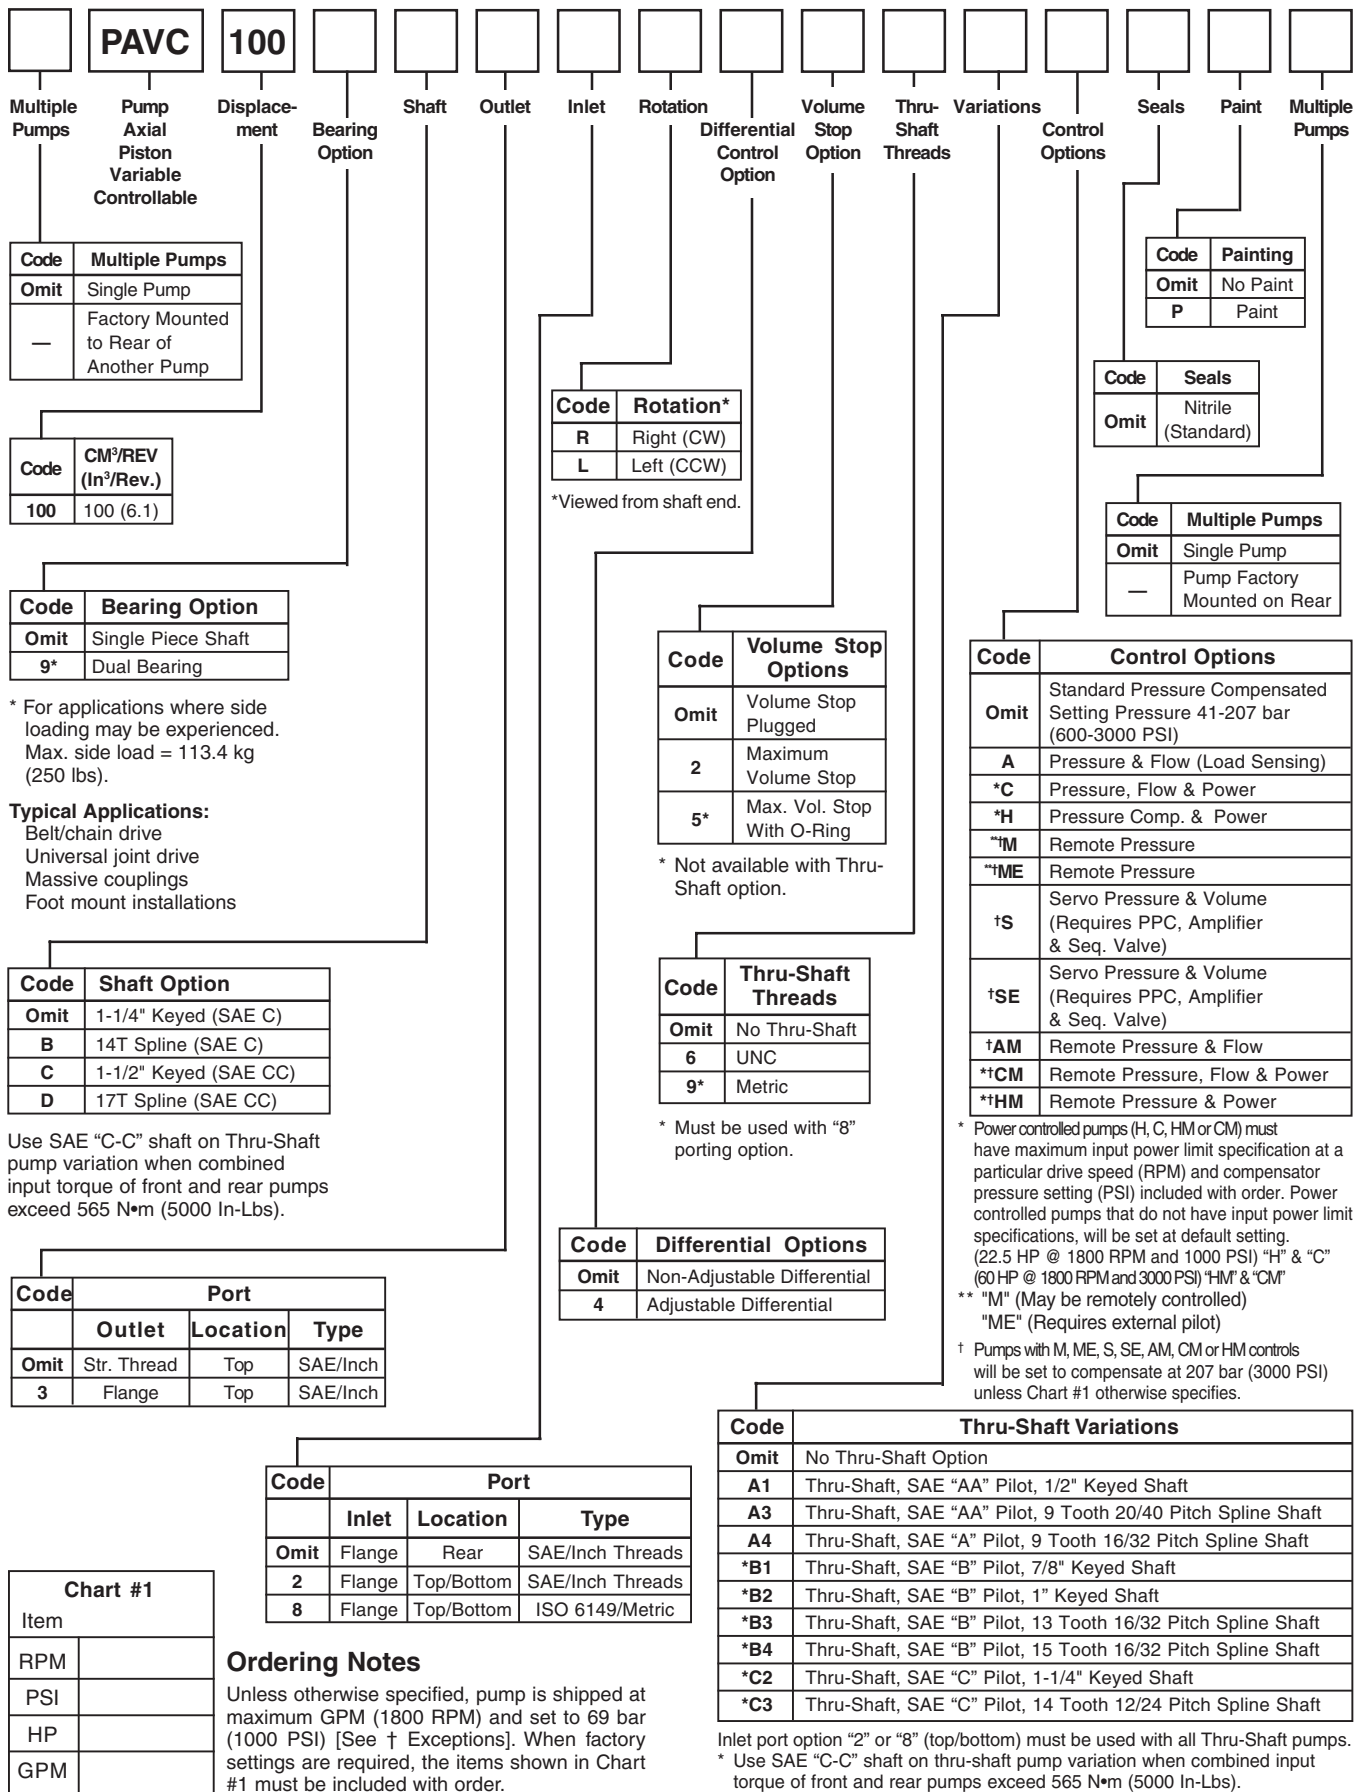 PAVC 100
Multiple Pumps
Pump Axial Piston Variable Controllable
Displace-ment
Bearing Option
Shaft
Outlet
Inlet
Rotation
Differential Control Option
Volume Stop Option
Thru-Shaft Threads
Variations
Control Options
Seals
Paint
Multiple Pumps
Code Multiple Pumps
Omit Single Pump
— Factory Mounted
to Rear of
Another Pump
Code CM³/REV
(In³/Rev.)
100 100 (6.1)
Code Bearing Option
Omit Single Piece Shaft
9* Dual Bearing
* For applications where side
loading may be experienced.
Max. side load = 113.4 kg
(250 lbs).
Typical Applications:
Belt/chain drive
Universal joint drive
Massive couplings
Foot mount installations
Code Shaft Option
Omit 1-1/4" Keyed (SAE C)
B 14T Spline (SAE C)
C 1-1/2" Keyed (SAE CC)
D 17T Spline (SAE CC)
Use SAE “C-C” shaft on Thru-Shaft
pump variation when combined
input torque of front and rear pumps
exceed 565 N•m (5000 In-Lbs).
Code Port
Outlet Location Type
Omit Str. Thread Top SAE/Inch
3 Flange Top SAE/Inch
Code Port
Inlet Location Type
Omit Flange Rear SAE/Inch Threads
2 Flange Top/Bottom SAE/Inch Threads
8 Flange Top/Bottom ISO 6149/Metric
Code Rotation*
R Right (CW)
L Left (CCW)
*Viewed from shaft end.
Code Differential Options
Omit Non-Adjustable Differential
4 Adjustable Differential
Code Volume Stop
Options
Omit Volume Stop
Plugged
2 Maximum
Volume Stop
5* Max. Vol. Stop
With O-Ring
* Not available with Thru-
Shaft option.
Code Thru-Shaft
Threads
Omit No Thru-Shaft
6 UNC
9* Metric
* Must be used with “8”
porting option.
Code Painting
Omit No Paint
P Paint
Code Seals
Omit Nitrile
(Standard)
Code Multiple Pumps
Omit Single Pump
— Pump Factory
Mounted on Rear
Code Control Options
Omit Standard Pressure Compensated
Setting Pressure 41-207 bar
(600-3000 PSI)
A Pressure & Flow (Load Sensing)
*C Pressure, Flow & Power
*H Pressure Comp. & Power
**†M Remote Pressure
**†ME Remote Pressure
†S Servo Pressure & Volume
(Requires PPC, Amplifier
& Seq. Valve)
†SE Servo Pressure & Volume
(Requires PPC, Amplifier
& Seq. Valve)
†AM Remote Pressure & Flow
*†CM Remote Pressure, Flow & Power
*†HM Remote Pressure & Power
* Power controlled pumps (H, C, HM or CM) must
have maximum input power limit specification at a
particular drive speed (RPM) and compensator
pressure setting (PSI) included with order. Power
controlled pumps that do not have input power limit
specifications, will be set at default setting.
(22.5 HP @ 1800 RPM and 1000 PSI) “H” & “C”
(60 HP @ 1800 RPM and 3000 PSI) “HM” & “CM”
** "M" (May be remotely controlled)
"ME" (Requires external pilot)
† Pumps with M, ME, S, SE, AM, CM or HM controls
will be set to compensate at 207 bar (3000 PSI)
unless Chart #1 otherwise specifies.
Code Thru-Shaft Variations
Omit No Thru-Shaft Option
A1 Thru-Shaft, SAE “AA” Pilot, 1/2" Keyed Shaft
A3 Thru-Shaft, SAE “AA” Pilot, 9 Tooth 20/40 Pitch Spline Shaft
A4 Thru-Shaft, SAE “A” Pilot, 9 Tooth 16/32 Pitch Spline Shaft
*B1 Thru-Shaft, SAE “B” Pilot, 7/8" Keyed Shaft
*B2 Thru-Shaft, SAE “B” Pilot, 1” Keyed Shaft
*B3 Thru-Shaft, SAE “B” Pilot, 13 Tooth 16/32 Pitch Spline Shaft
*B4 Thru-Shaft, SAE “B” Pilot, 15 Tooth 16/32 Pitch Spline Shaft
*C2 Thru-Shaft, SAE “C” Pilot, 1-1/4" Keyed Shaft
*C3 Thru-Shaft, SAE “C” Pilot, 14 Tooth 12/24 Pitch Spline Shaft
Inlet port option “2” or “8” (top/bottom) must be used with all Thru-Shaft pumps.
* Use SAE “C-C” shaft on thru-shaft pump variation when combined input
torque of front and rear pumps exceed 565 N•m (5000 In-Lbs).
Chart #1
Item
RPM
PSI
HP
GPM
Ordering Notes
Unless otherwise specified, pump is shipped at
maximum GPM (1800 RPM) and set to 69 bar
(1000 PSI) [See † Exceptions]. When factory
settings are required, the items shown in Chart
#1 must be included with order.